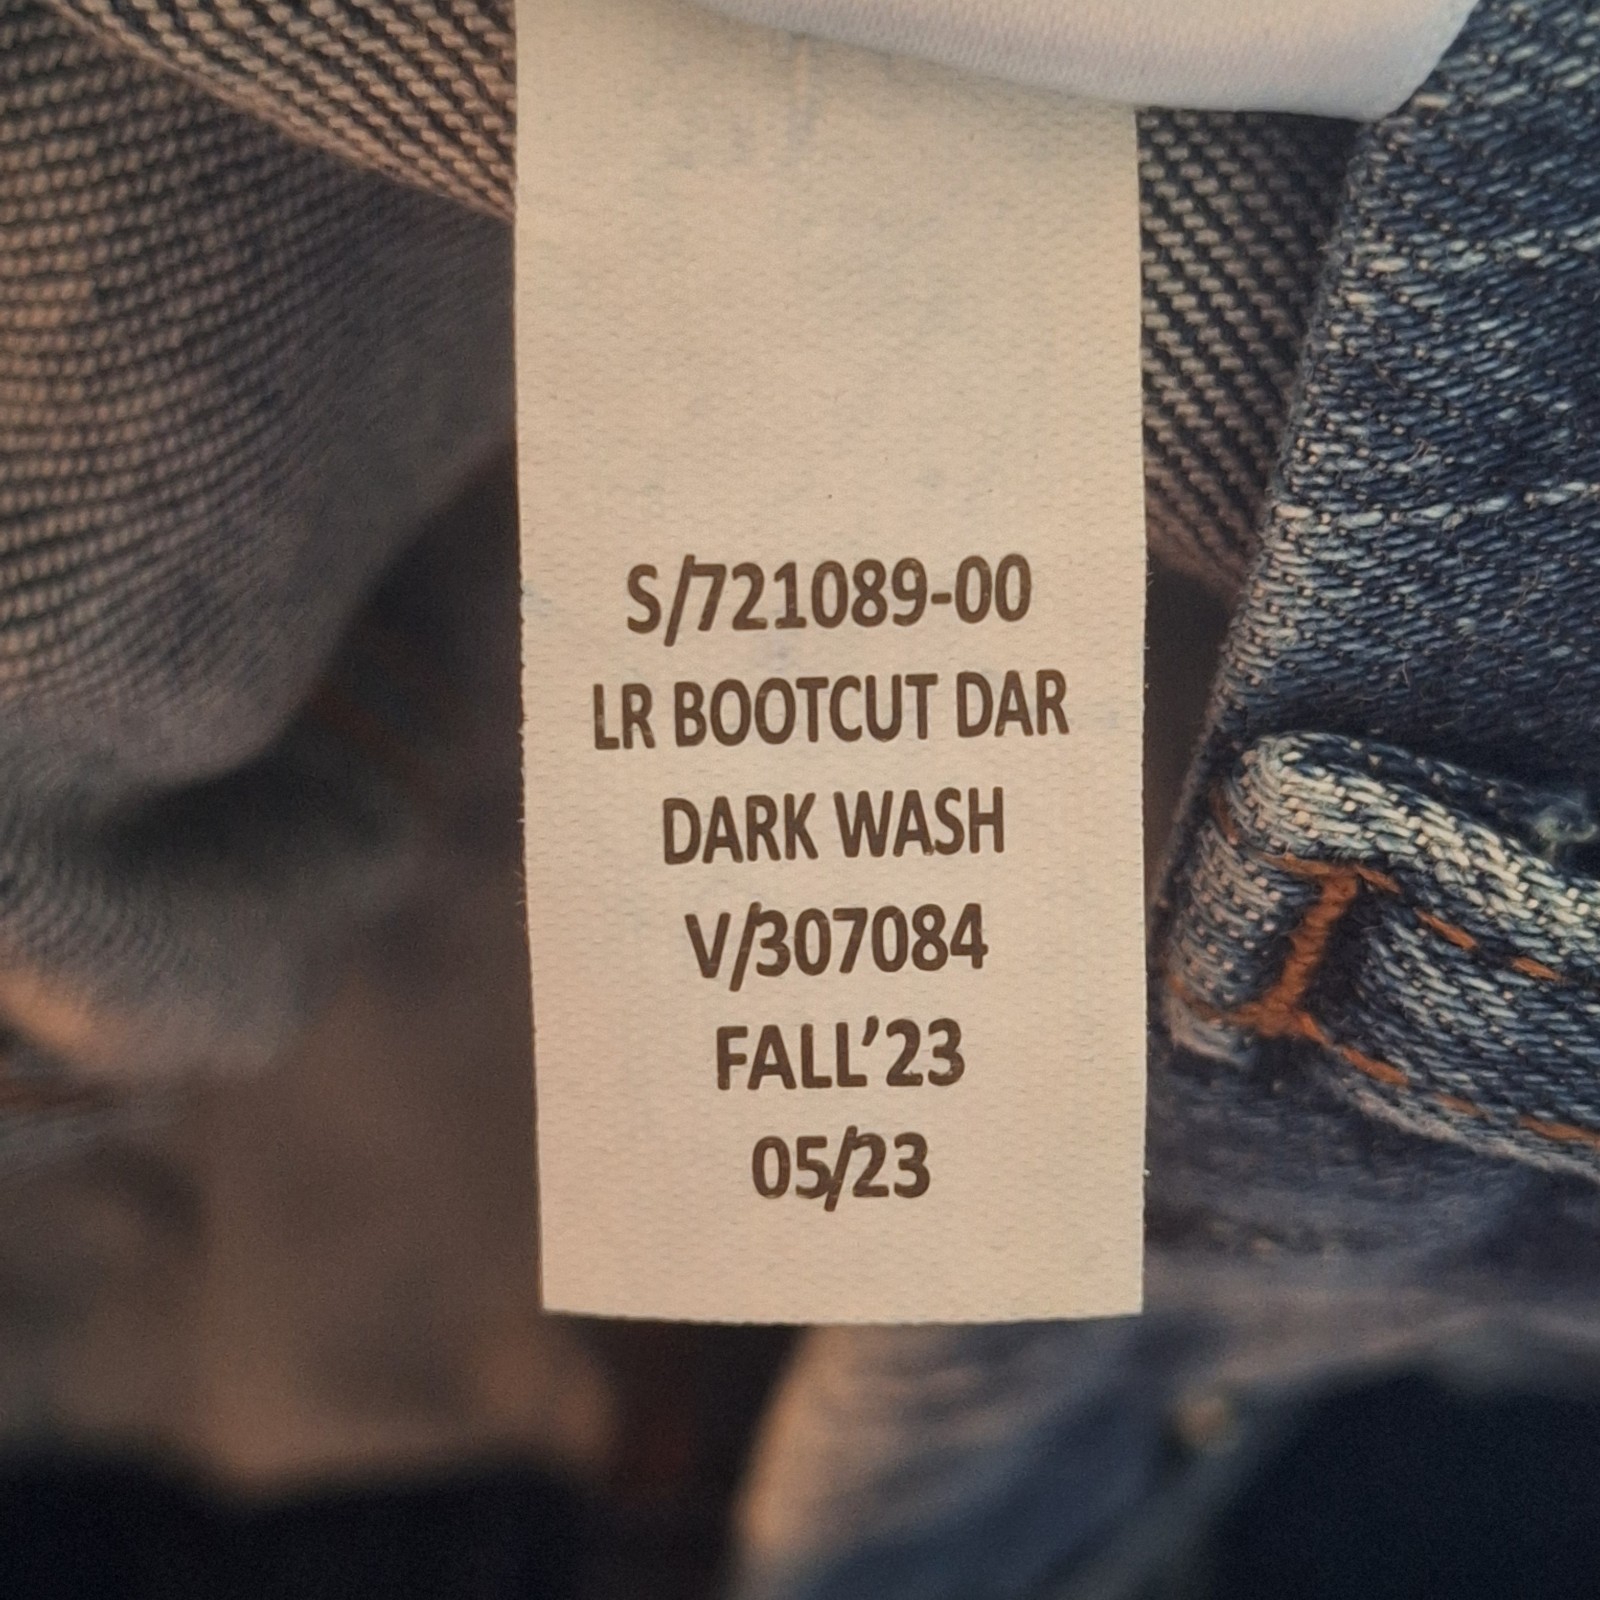 S/721089-00
LR BOOTCUT DAR
DARK WASH
V/307084
FALL’23
05/23